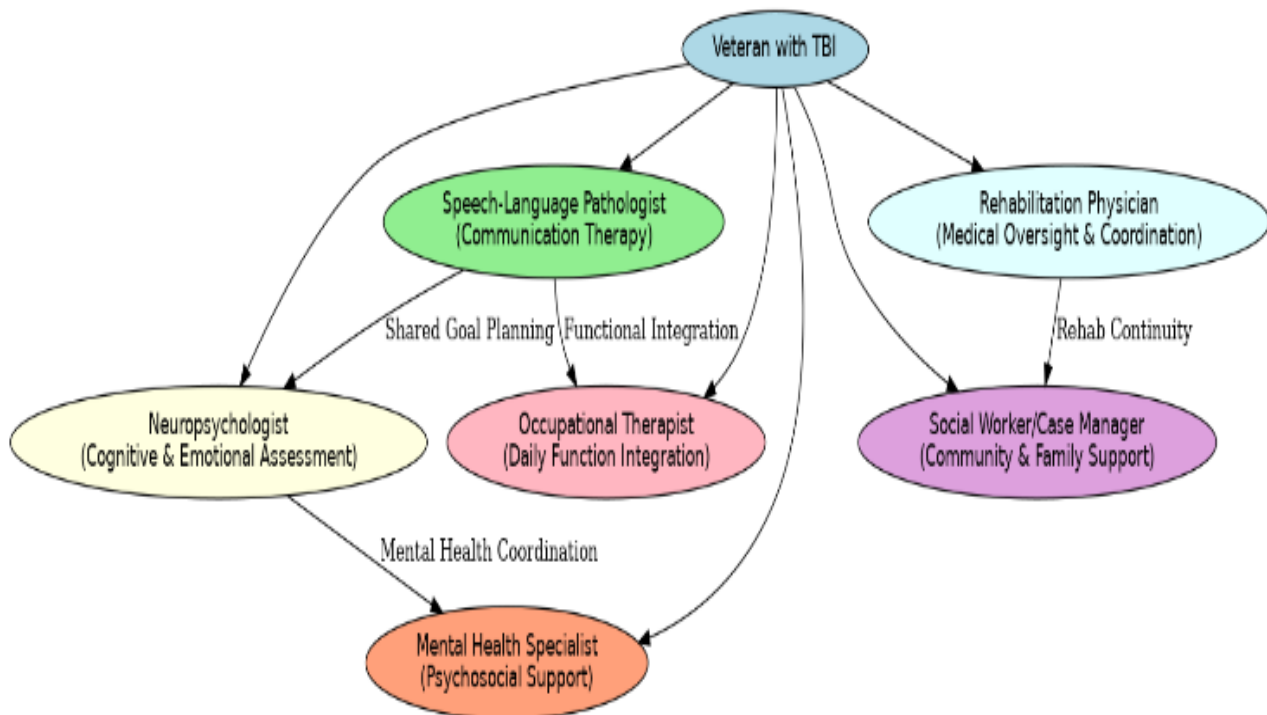 Veteran with TBI
Speech-Language Pathologist
(Communication Therapy)
Rehabilitation Physician
(Medical Oversight & Coordination)
Shared Goal Planning
Functional Integration
Rehab Continuity
Neuropsychologist
(Cognitive & Emotional Assessment)
Occupational Therapist
(Daily Function Integration)
Social Worker/Case Manager
(Community & Family Support)
Mental Health Coordination
Mental Health Specialist
(Psychosocial Support)